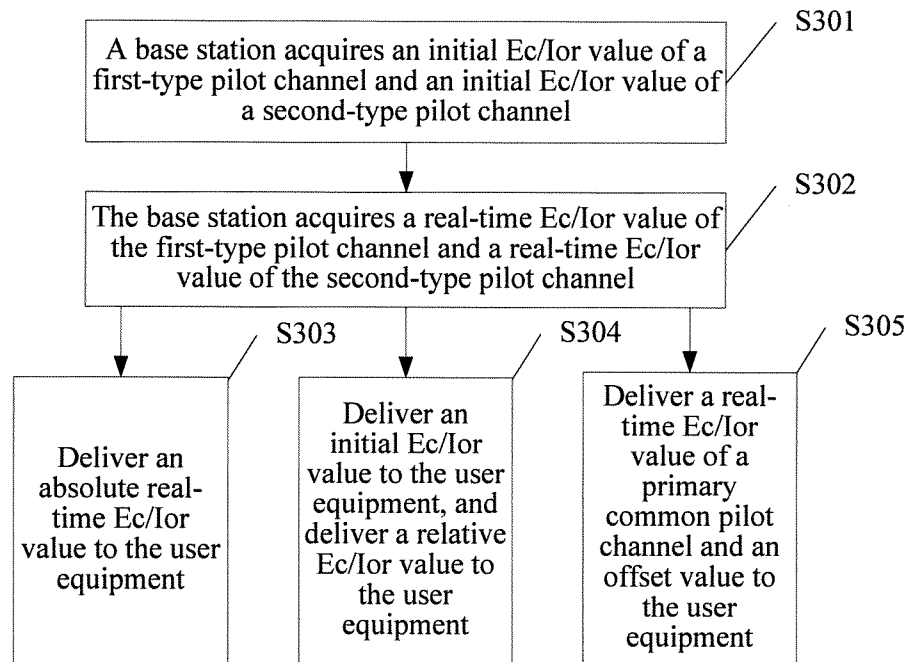 S301
A base station acquires an initial Ec/Ior value of a
first-type pilot channel and an initial Ec/Ior value of
a second-type pilot channel
S302
The base station acquires a real-time Ec/Ior value of
the first-type pilot channel and a real-time Ec/Ior
value of the second-type pilot channel
S303
Deliver an
absolute real-
time Ec/Ior
value to the user
equipment
S304
Deliver an
initial Ec/Ior
value to the user
equipment, and
deliver a relative
Ec/Ior value to
the user
equipment
S305
Deliver a real-
time Ec/Ior
value of a
primary
common pilot
channel and an
offset value to
the user
equipment